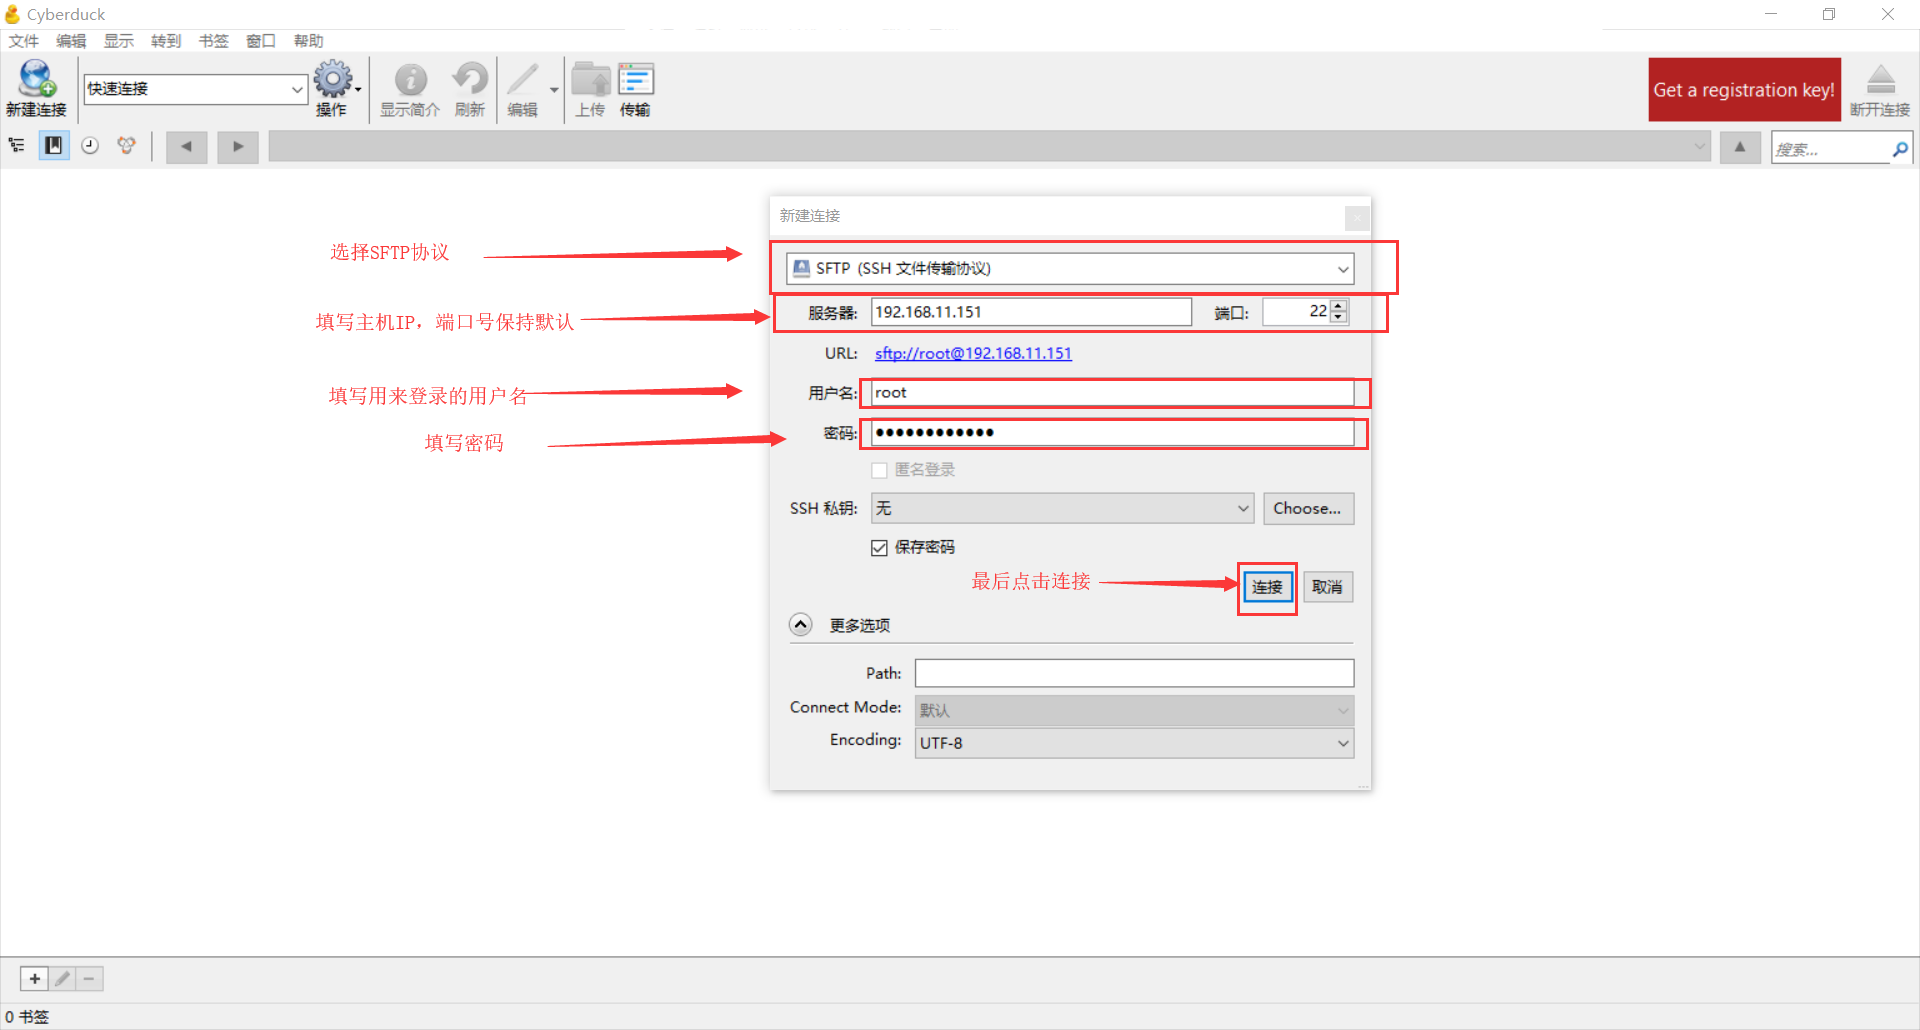 Cyberduck
文件 编辑 显示 转到 书签 窗口 帮助
新建连接
快速连接
操作
显示简介
刷新
编辑
上传
传输
Get a registration key!
断开连接
搜索...
新建连接
选择SFTP协议
SFTP (SSH 文件传输协议)
填写主机IP，端口号保持默认
服务器: 192.168.11.151 端口: 22
URL: sftp://root@192.168.11.151
填写用来登录的用户名
用户名: root
填写密码
密码: ●●●●●●●●●●●●
匿名登录
SSH 私钥: 无 Choose...
保存密码
最后点击连接
连接 取消
更多选项
Path:
Connect Mode: 默认
Encoding: UTF-8
0 书签